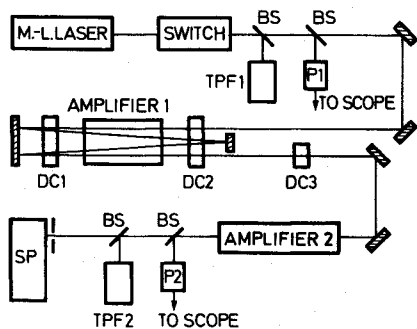 M.-L. LASER
SWITCH
BS
BS
TPF1
P1
TO SCOPE
AMPLIFIER 1
DC1
DC2
DC3
BS
BS
AMPLIFIER 2
SP
P2
TPF2
TO SCOPE